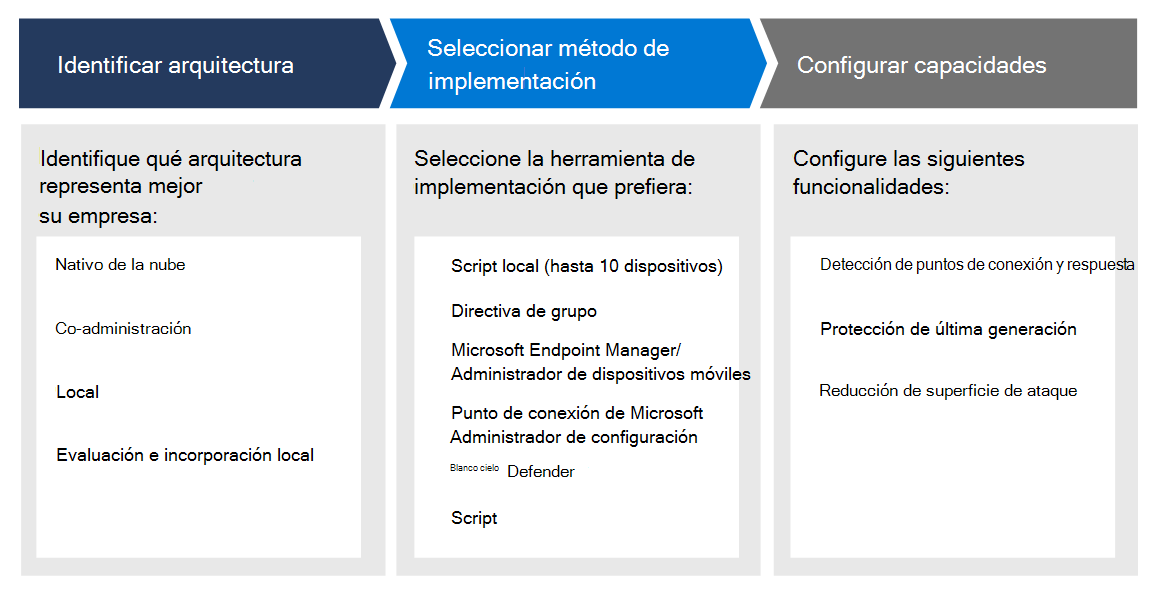 Identificar arquitectura
Seleccionar método de
implementación
Configurar capacidades
Identifique qué arquitectura
representa mejor
su empresa:
Nativo de la nube
Co-administración
Local
Evaluación e incorporación local
Seleccione la herramienta de
implementación que prefiera:
Script local (hasta 10 dispositivos)
Directiva de grupo
Microsoft Endpoint Manager/
Administrador de dispositivos móviles
Punto de conexión de Microsoft
Administrador de configuración
Blanco cielo Defender
Script
Configure las siguientes
funcionalidades:
Detección de puntos de conexión y respuesta
Protección de última generación
Reducción de superficie de ataque